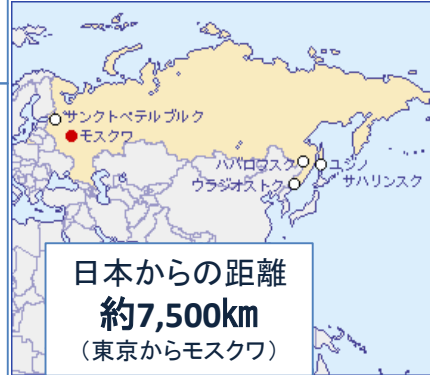 サンクトペテルブルク
モスクワ
ハバロウスク
ユジノ
サハリンスク
ウラジオストク
日本からの距離
約7,500㎞
（東京からモスクワ）